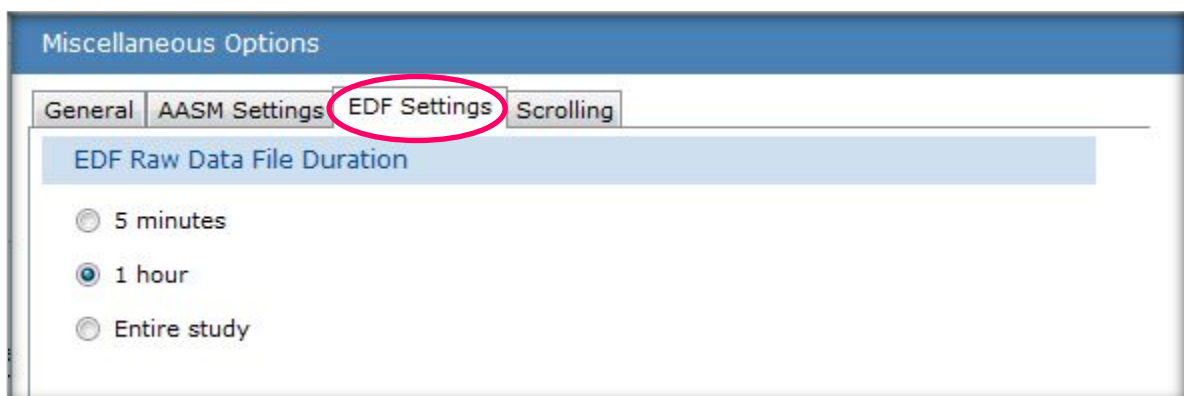 Miscellaneous Options
General AASM Settings EDF Settings Scrolling
EDF Raw Data File Duration
5 minutes
1 hour
Entire study